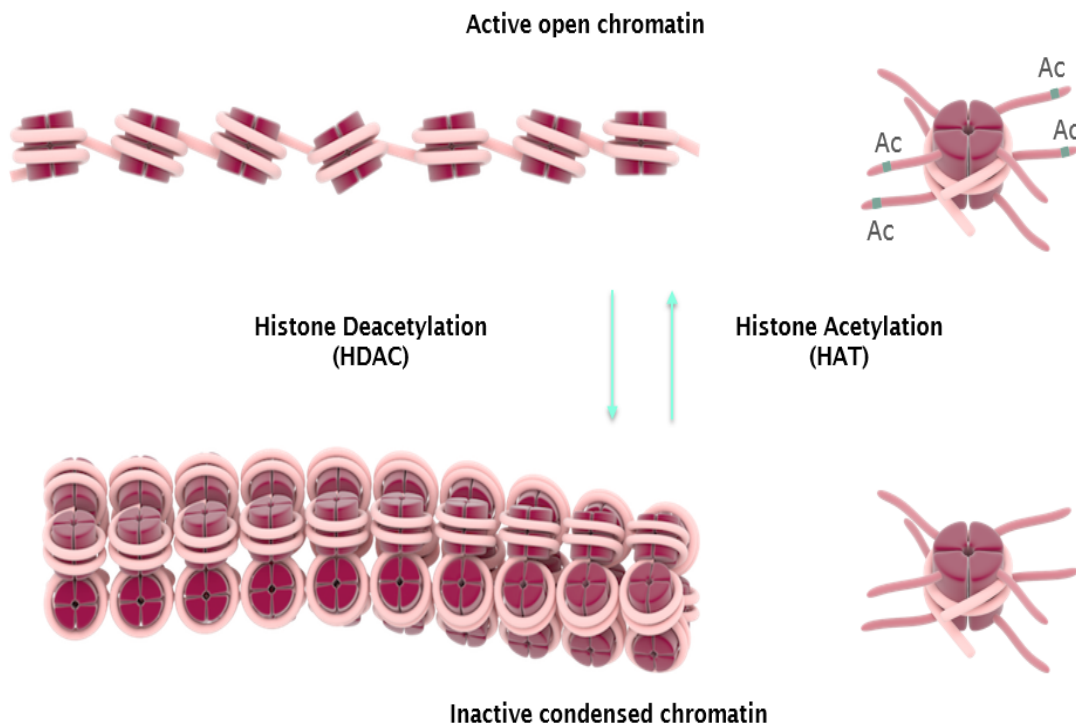 Active open chromatin
Ac
Ac
Ac
Ac
Histone Deacetylation
(HDAC)
Histone Acetylation
(HAT)
Inactive condensed chromatin